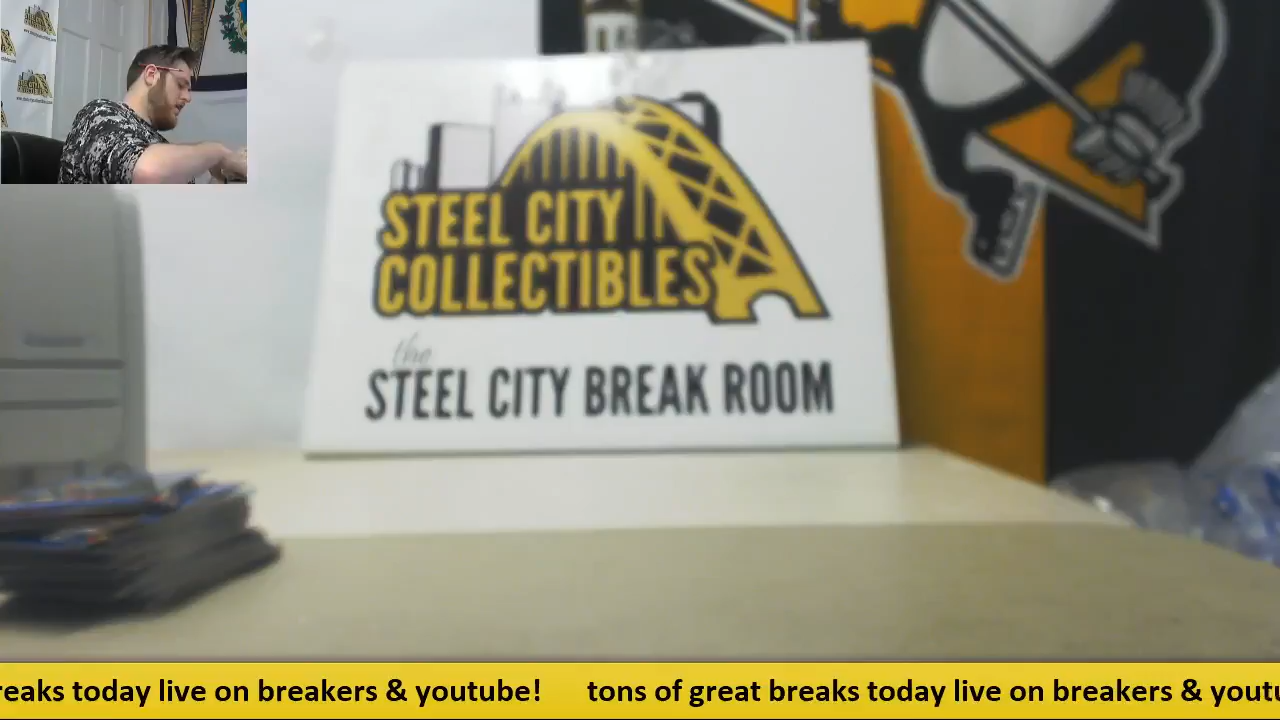 STEEL CITY
COLLECTIBLES
the
STEEL CITY BREAK ROOM
reaks today live on breakers & youtube! tons of great breaks today live on breakers & youtu